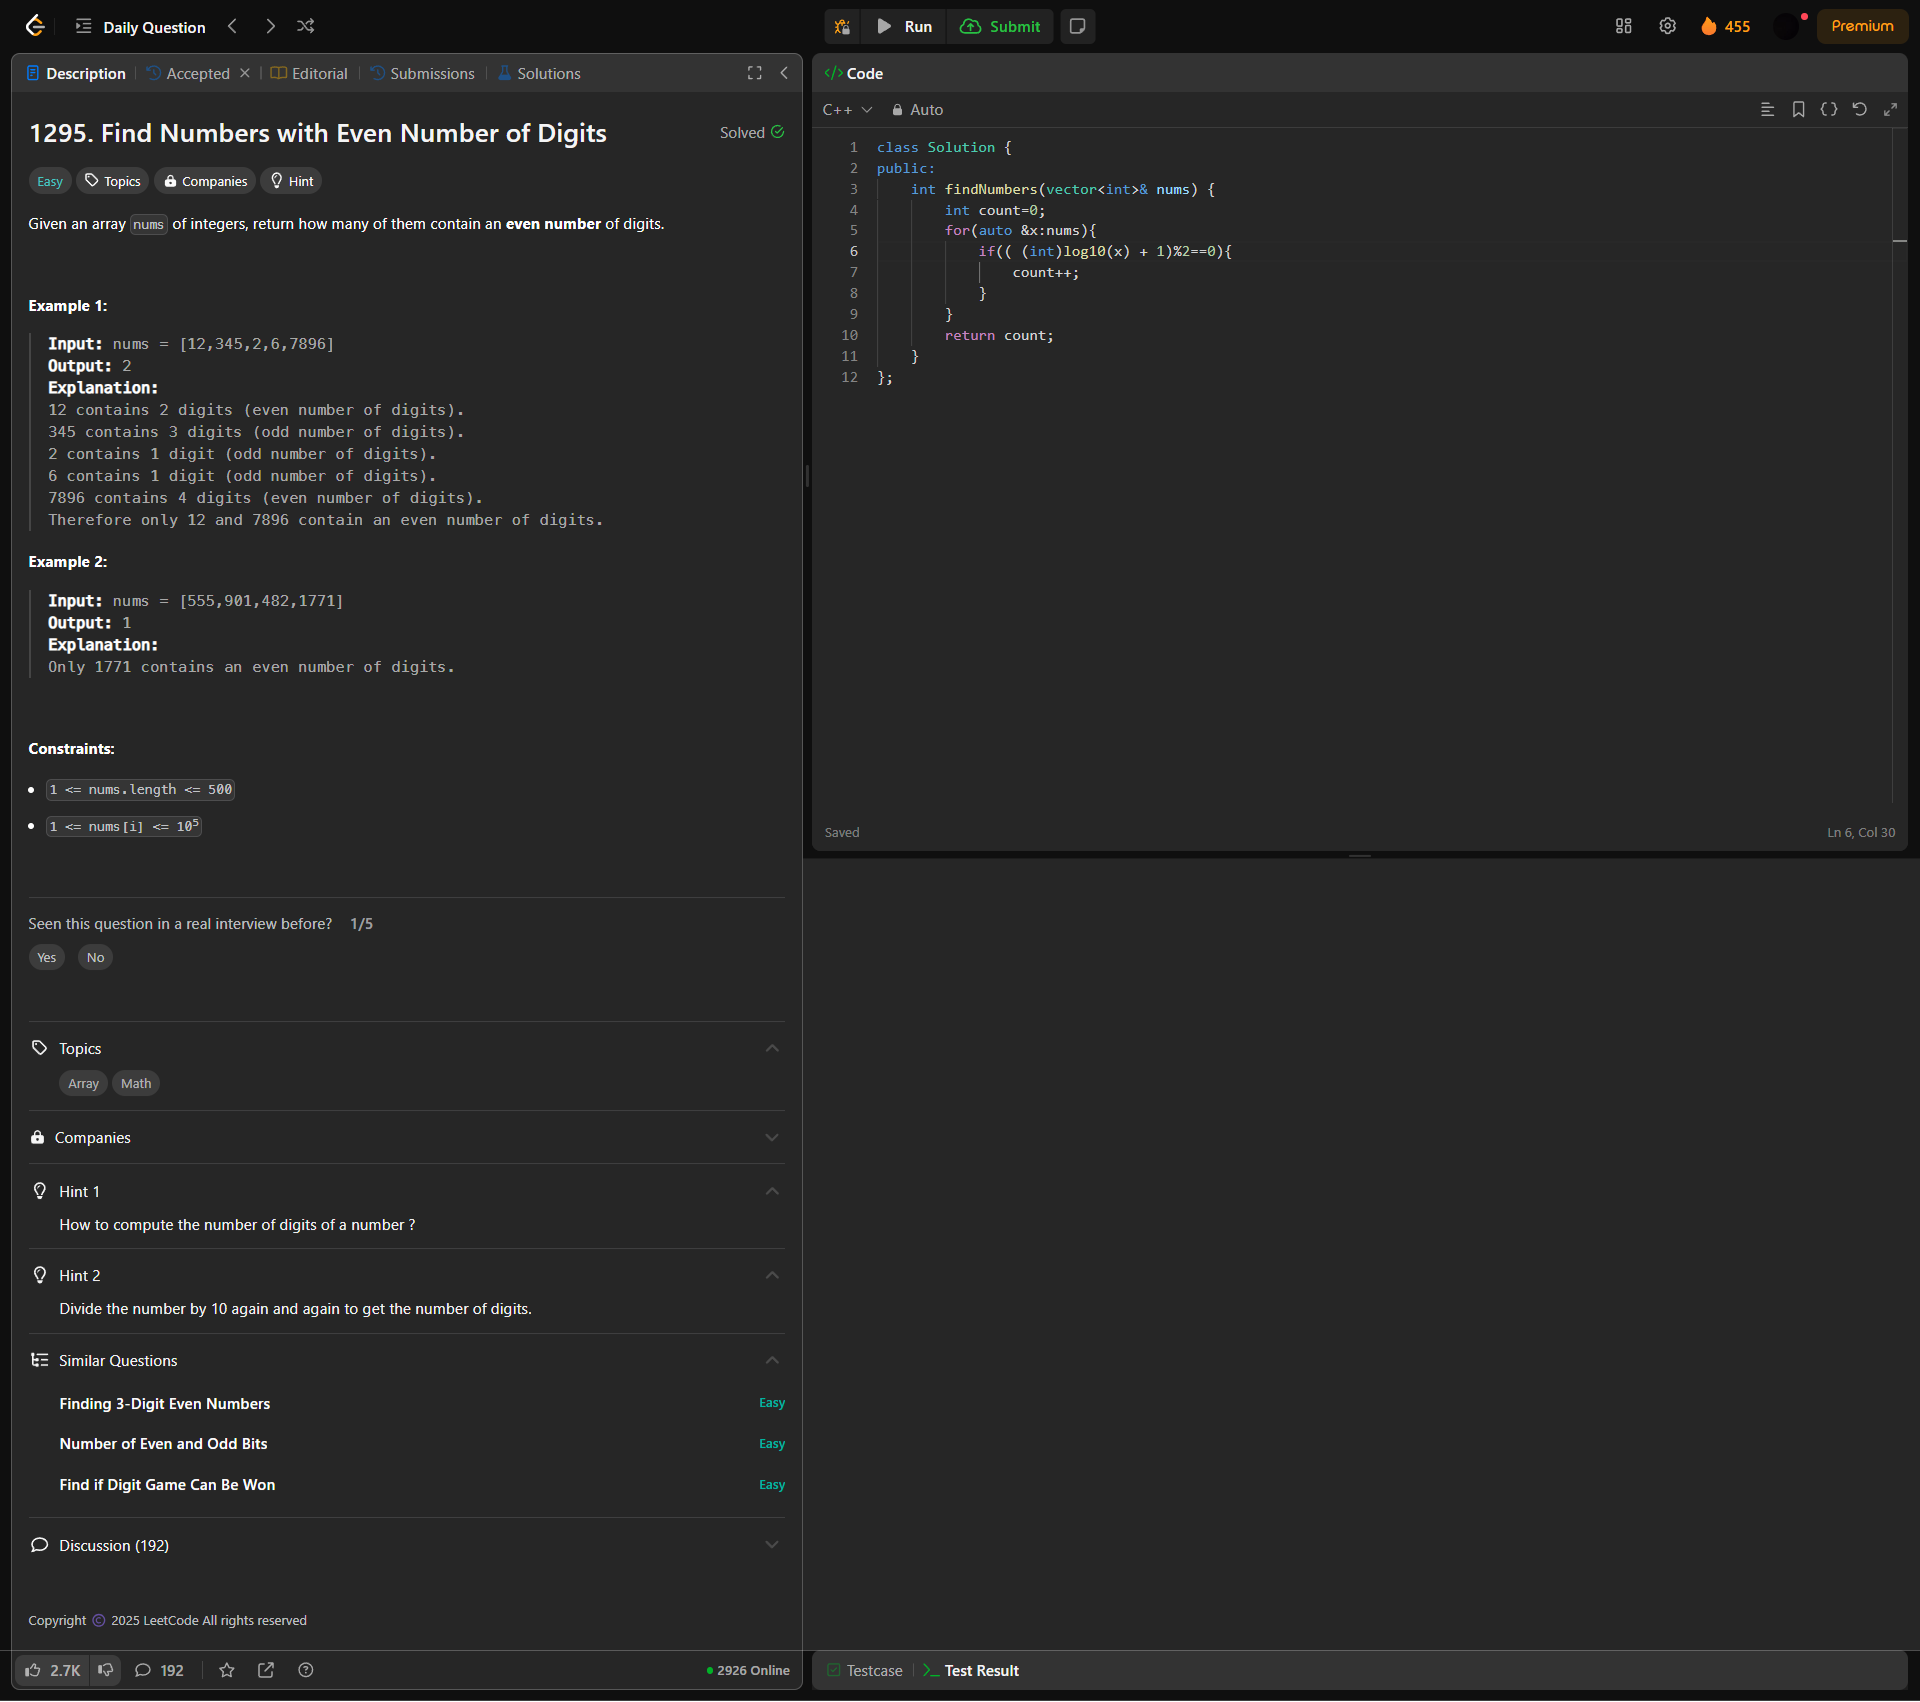 Daily Question
Run
Submit
455
Premium
Description
Accepted
Editorial
Submissions
Solutions
1295. Find Numbers with Even Number of Digits
Solved
Easy
Topics
Companies
Hint
Given an array nums of integers, return how many of them contain an even number of digits.
Example 1:
Input: nums = [12,345,2,6,7896]
Output: 2
Explanation:
12 contains 2 digits (even number of digits).
345 contains 3 digits (odd number of digits).
2 contains 1 digit (odd number of digits).
6 contains 1 digit (odd number of digits).
7896 contains 4 digits (even number of digits).
Therefore only 12 and 7896 contain an even number of digits.
Example 2:
Input: nums = [555,901,482,1771]
Output: 1
Explanation:
Only 1771 contains an even number of digits.
Constraints:
1 <= nums.length <= 500
1 <= nums[i] <= 10⁵
Seen this question in a real interview before? 1/5
Yes
No
Topics
Array
Math
Companies
Hint 1
How to compute the number of digits of a number ?
Hint 2
Divide the number by 10 again and again to get the number of digits.
Similar Questions
Finding 3-Digit Even Numbers
Easy
Number of Even and Odd Bits
Easy
Find if Digit Game Can Be Won
Easy
Discussion (192)
Copyright © 2025 LeetCode All rights reserved
2.7K
192
2926 Online
</> Code
C++
Auto
1 class Solution {
2 public:
3     int findNumbers(vector<int>& nums) {
4         int count=0;
5         for(auto &x:nums){
6             if(( (int)log10(x) + 1)%2==0){
7                 count++;
8             }
9         }
10         return count;
11     }
12 };
Saved
Ln 6, Col 30
Testcase
Test Result